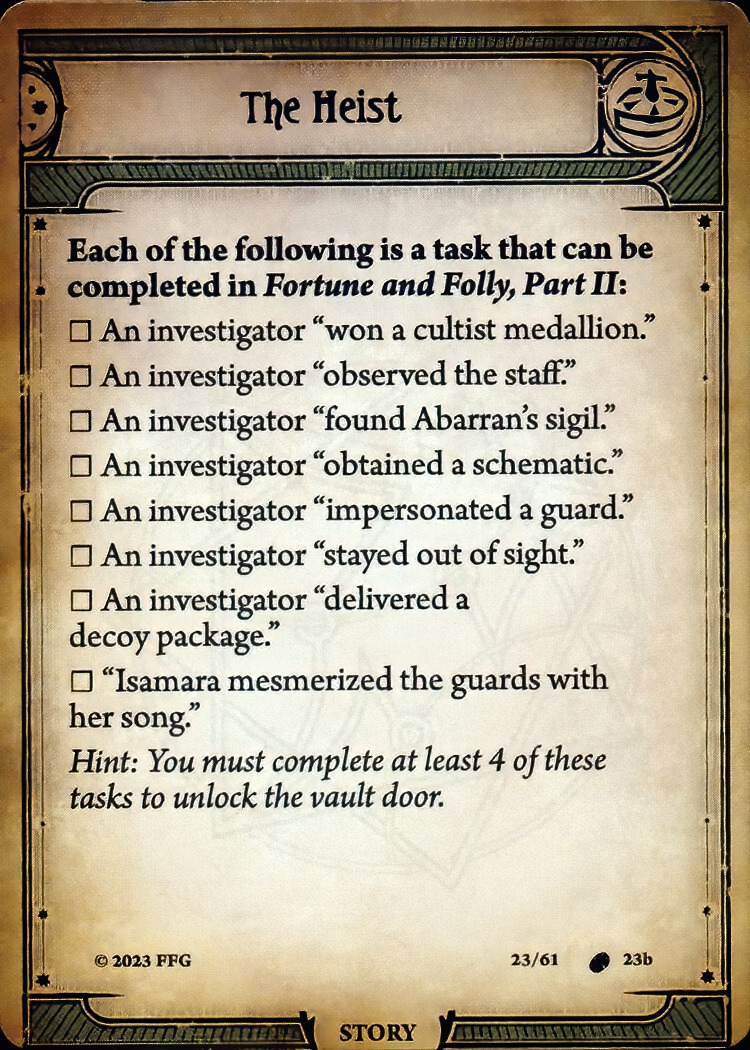 The Heist
Each of the following is a task that can be
completed in Fortune and Folly, Part II:
☐ An investigator “won a cultist medallion.”
☐ An investigator “observed the staff.”
☐ An investigator “found Abarran’s sigil.”
☐ An investigator “obtained a schematic.”
☐ An investigator “impersonated a guard.”
☐ An investigator “stayed out of sight.”
☐ An investigator “delivered a
decoy package.”
☐ “Isamara mesmerized the guards with
her song.”
Hint: You must complete at least 4 of these
tasks to unlock the vault door.
© 2023 FFG 23/61 23b
STORY